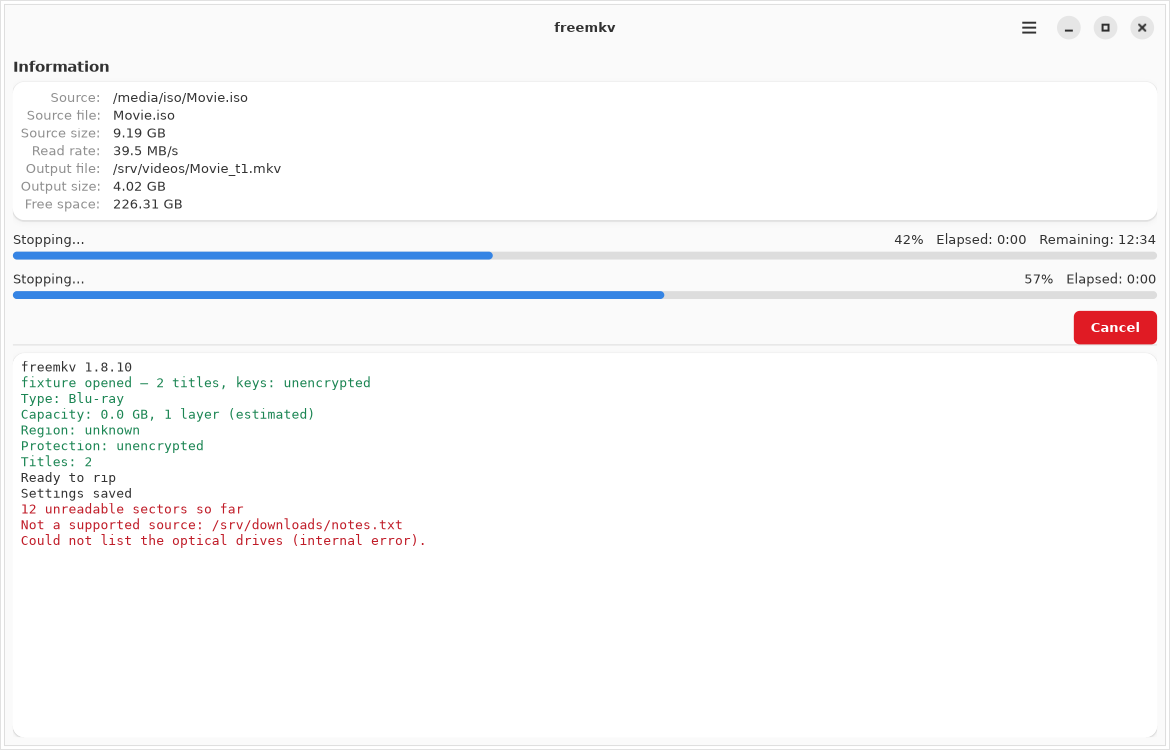 freemkv
Information
Source: /media/iso/Movie.iso
Source file: Movie.iso
Source size: 9.19 GB
Read rate: 39.5 MB/s
Output file: /srv/videos/Movie_t1.mkv
Output size: 4.02 GB
Free space: 226.31 GB
Stopping… 42% Elapsed: 0:00 Remaining: 12:34
Stopping… 57% Elapsed: 0:00
Cancel
freemkv 1.8.10
fixture opened — 2 titles, keys: unencrypted
Type: Blu-ray
Capacity: 0.0 GB, 1 layer (estimated)
Region: unknown
Protection: unencrypted
Titles: 2
Ready to rip
Settings saved
12 unreadable sectors so far
Not a supported source: /srv/downloads/notes.txt
Could not list the optical drives (internal error).